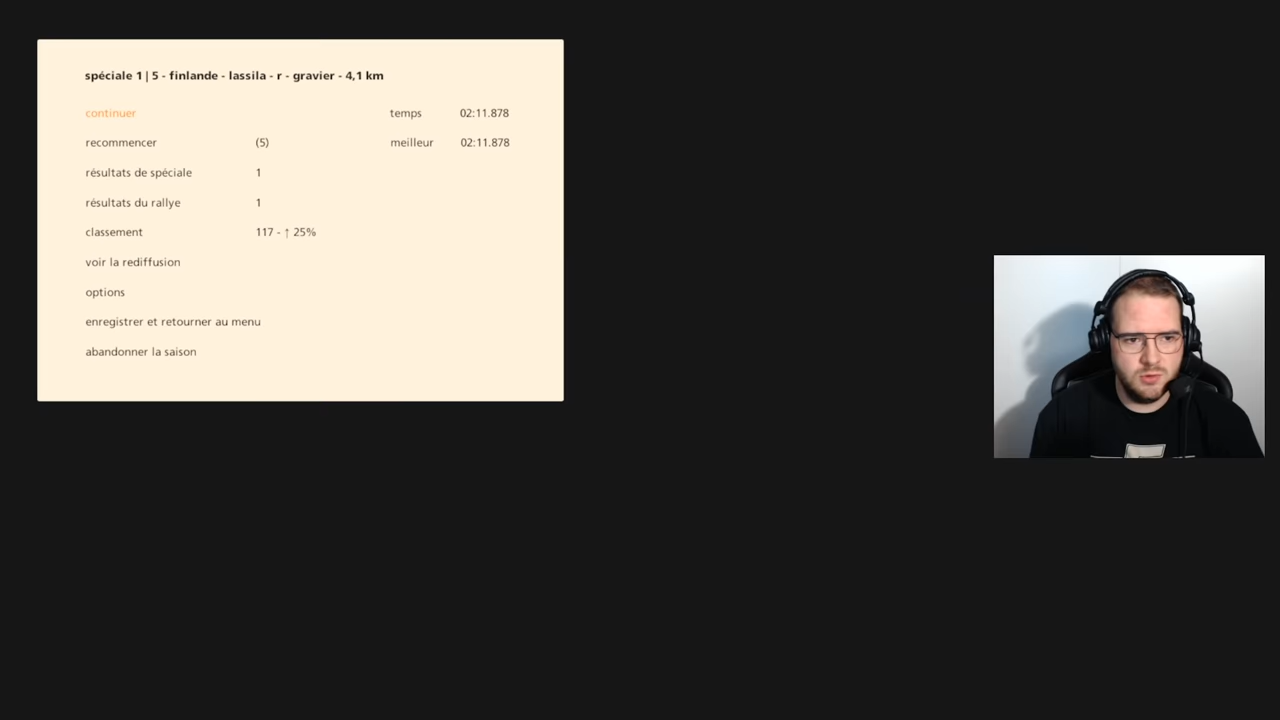 spéciale 1 | 5 - finlande - lassila - r - gravier - 4,1 km
continuer temps 02:11.878
recommencer (5) meilleur 02:11.878
résultats de spéciale 1
résultats du rallye 1
classement 117 - ↑ 25%
voir la rediffusion
options
enregistrer et retourner au menu
abandonner la saison